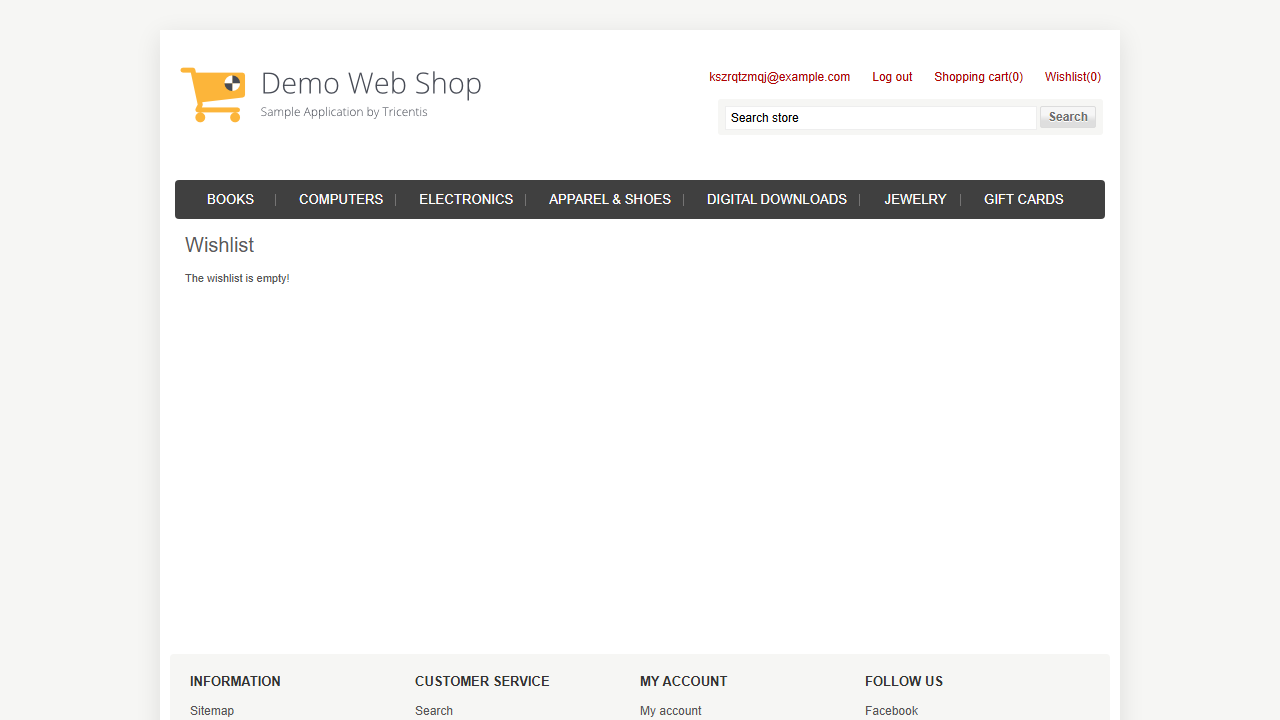 Demo Web Shop
Sample Application by Tricentis
kszrqtzmqj@example.com Log out Shopping cart(0) Wishlist(0)
Search store Search
BOOKS COMPUTERS ELECTRONICS APPAREL & SHOES DIGITAL DOWNLOADS JEWELRY GIFT CARDS
Wishlist
The wishlist is empty!
INFORMATION CUSTOMER SERVICE MY ACCOUNT FOLLOW US
Sitemap Search My account Facebook